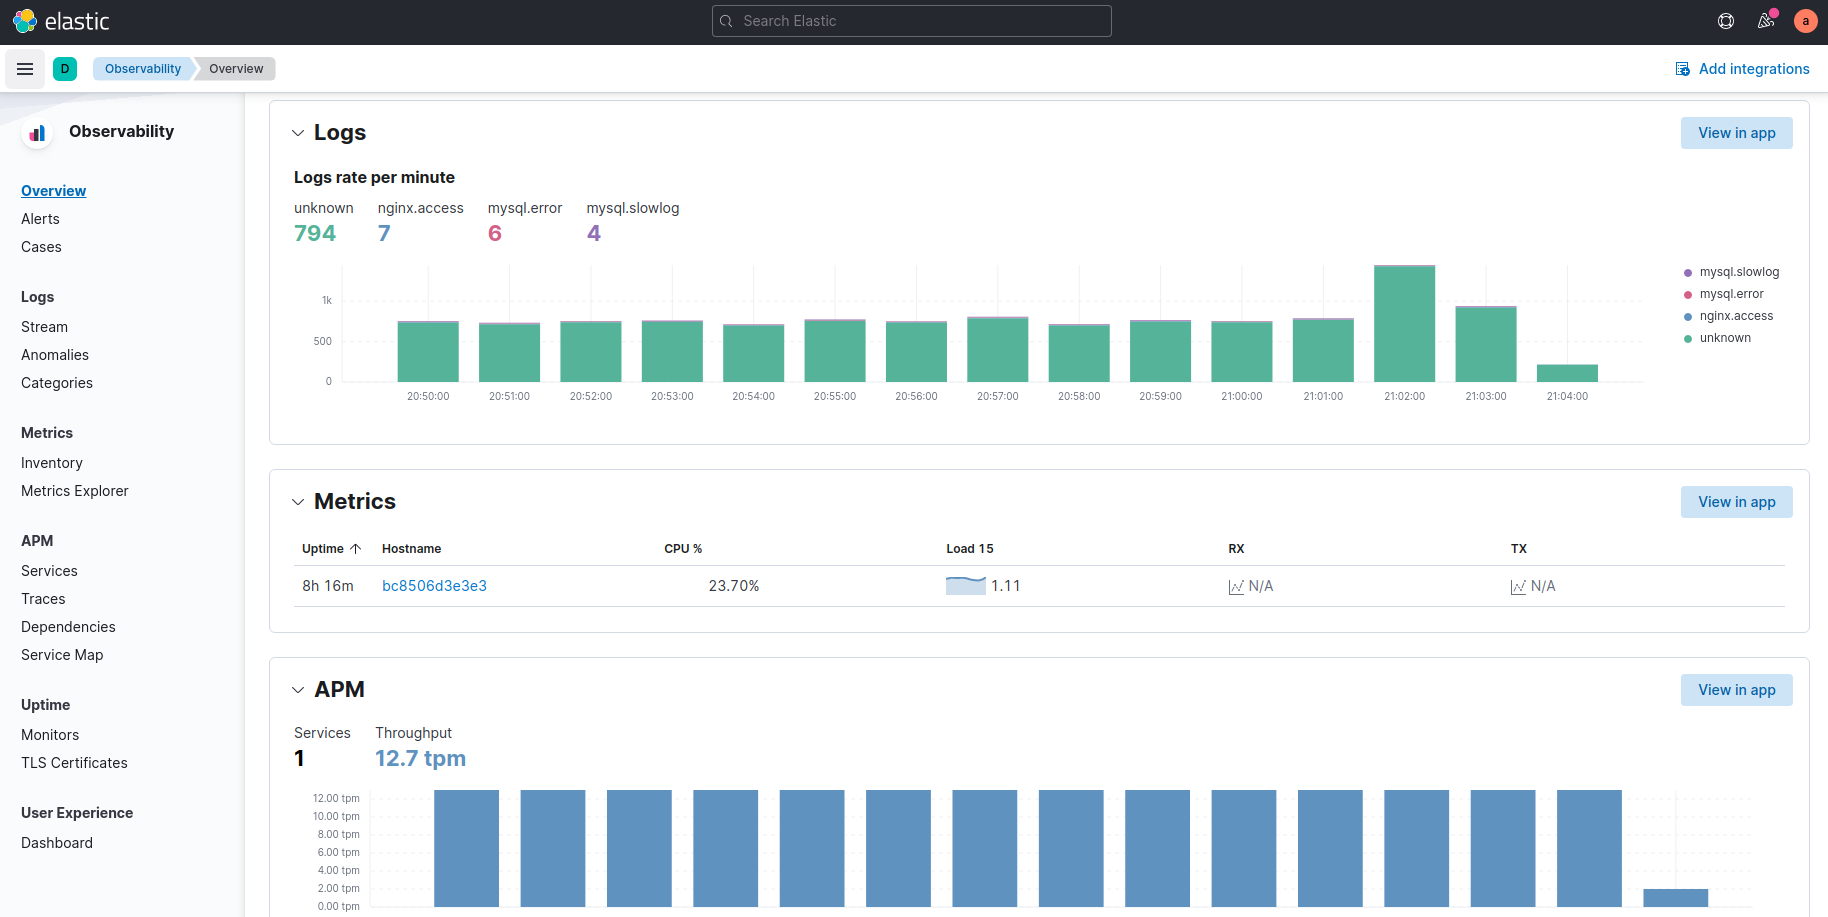 elastic
Search Elastic
a
D
Observability
Overview
Add integrations
Observability
Overview
Alerts
Cases
Logs
Stream
Anomalies
Categories
Metrics
Inventory
Metrics Explorer
APM
Services
Traces
Dependencies
Service Map
Uptime
Monitors
TLS Certificates
User Experience
Dashboard
Logs
View in app
Logs rate per minute
unknown nginx.access mysql.error mysql.slowlog
794 7 6 4
1k
500
0
20:50:00 20:51:00 20:52:00 20:53:00 20:54:00 20:55:00 20:56:00 20:57:00 20:58:00 20:59:00 21:00:00 21:01:00 21:02:00 21:03:00 21:04:00
mysql.slowlog
mysql.error
nginx.access
unknown
Metrics
View in app
Uptime Hostname CPU % Load 15 RX TX
8h 16m bc8506d3e3e3 23.70% 1.11 N/A N/A
APM
View in app
Services Throughput
1 12.7 tpm
12.00 tpm
10.00 tpm
8.00 tpm
6.00 tpm
4.00 tpm
2.00 tpm
0.00 tpm